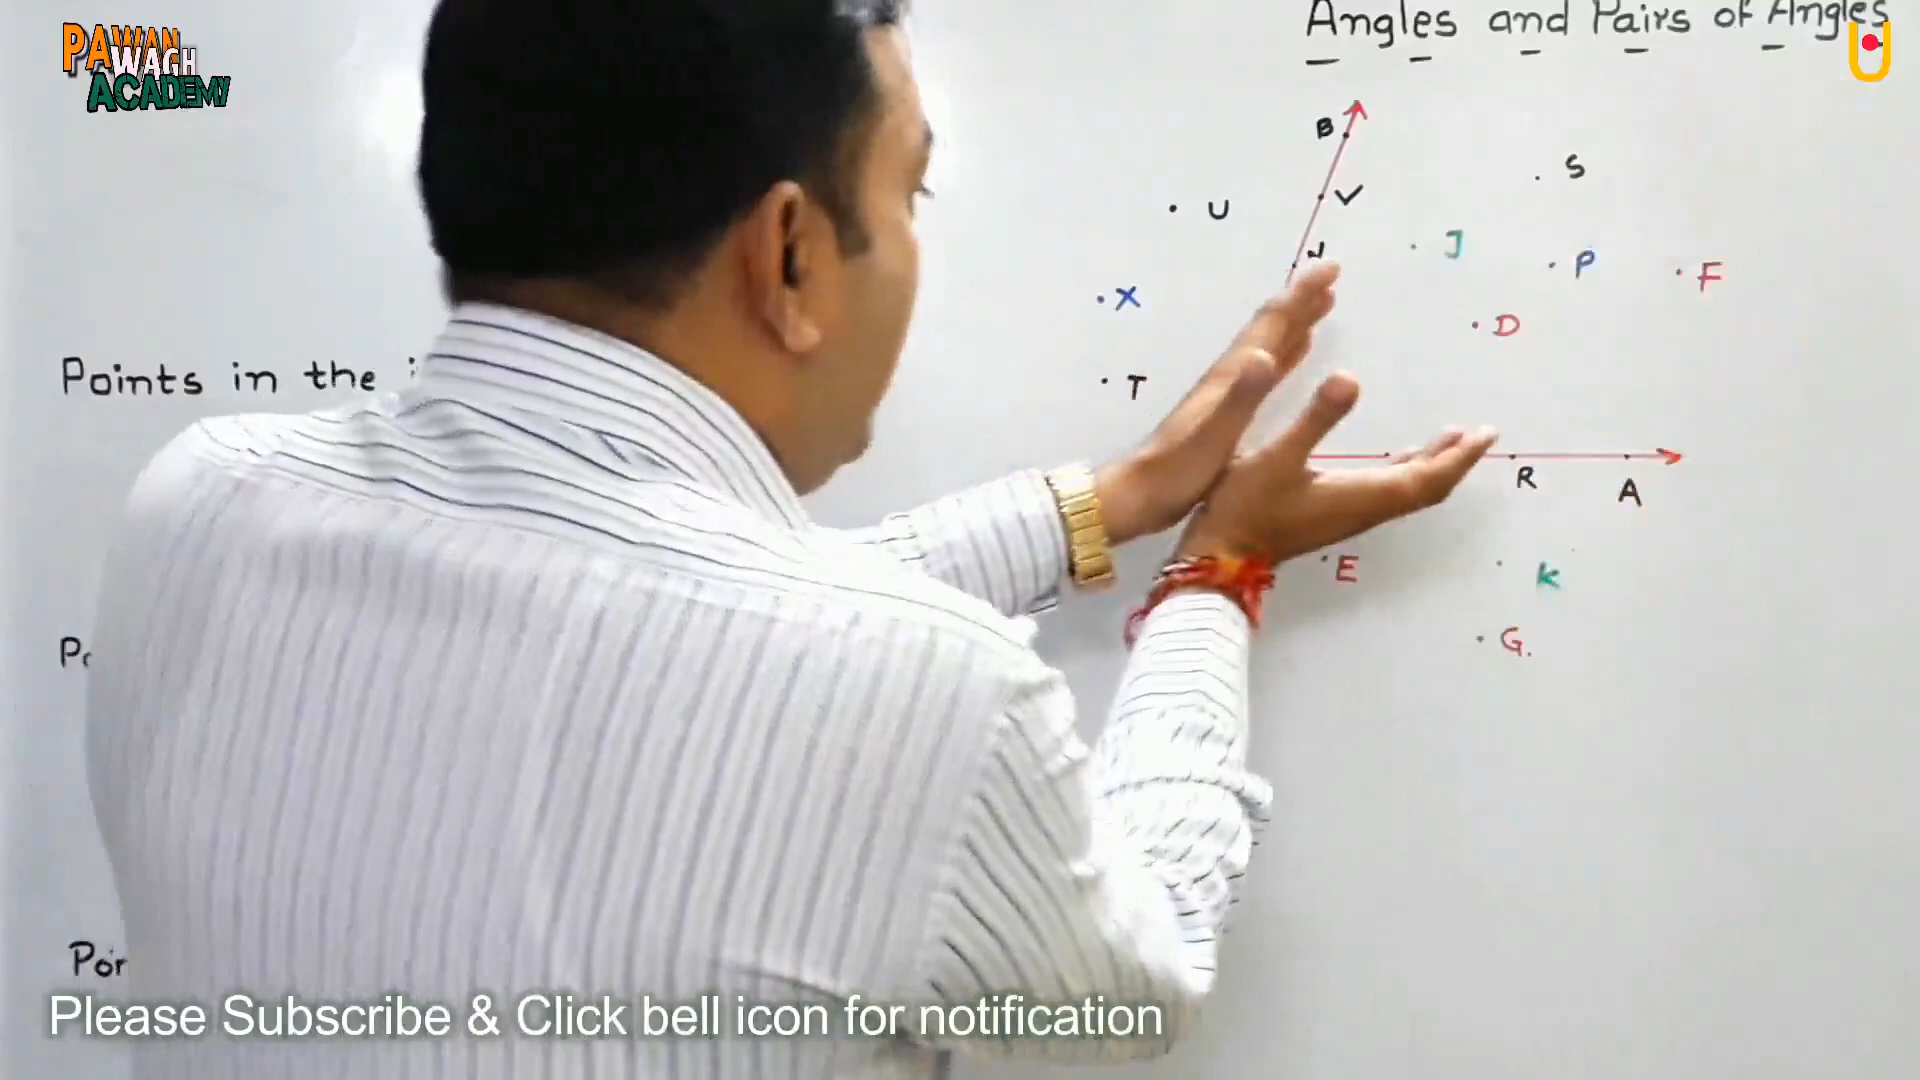 PAWAN
WAGH
ACADEMY
Angles and Pairs of Angles
B
S
V
U
J
P
F
X
D
T
Points in the
R
A
E
K
G.
Please Subscribe & Click bell icon for notification